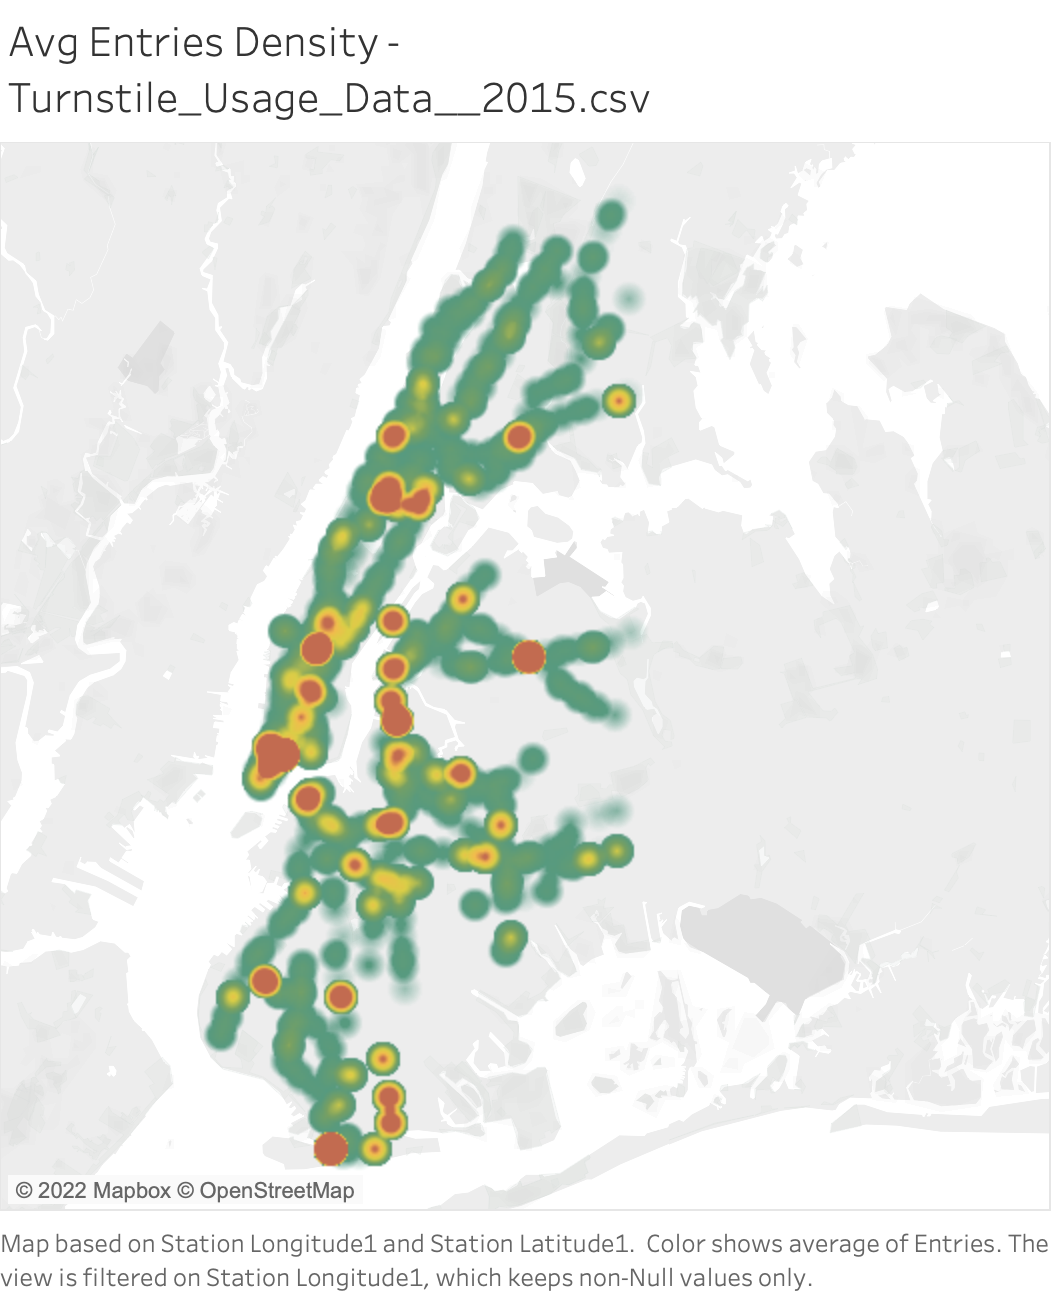 Avg Entries Density -
Turnstile_Usage_Data__2015.csv
© 2022 Mapbox © OpenStreetMap
Map based on Station Longitude1 and Station Latitude1.  Color shows average of Entries. The
view is filtered on Station Longitude1, which keeps non-Null values only.